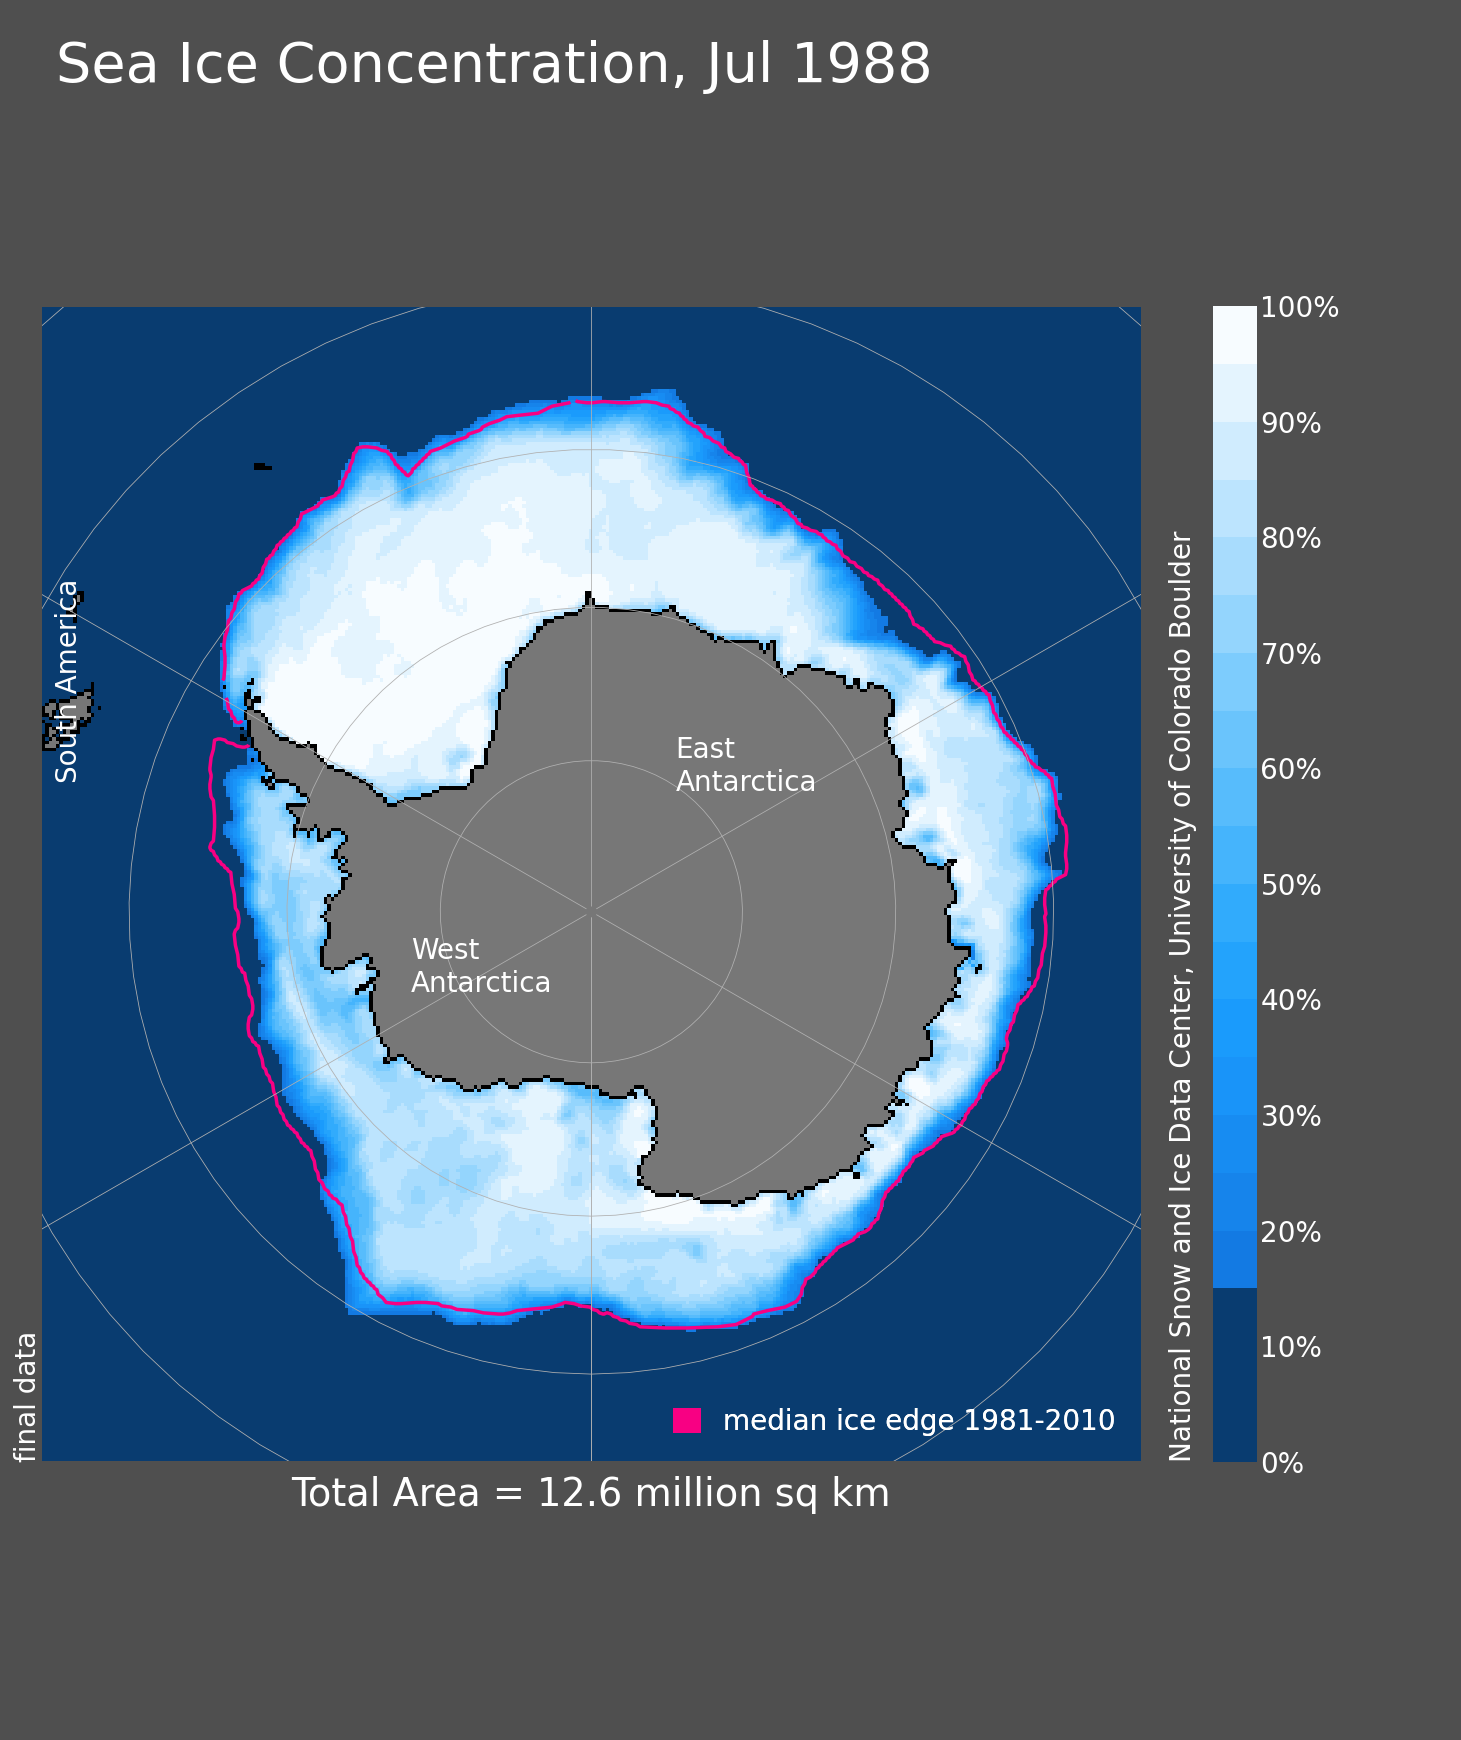 Sea Ice Concentration, Jul 1988
South America
East
Antarctica
West
Antarctica
median ice edge 1981-2010
final data
Total Area = 12.6 million sq km
National Snow and Ice Data Center, University of Colorado Boulder
100%
90%
80%
70%
60%
50%
40%
30%
20%
10%
0%